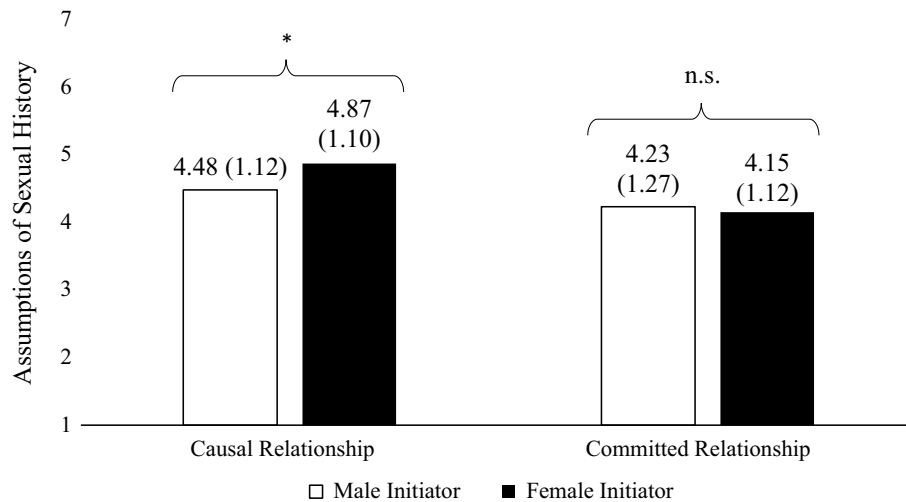 7
6
5
4
3
2
1
Assumptions of Sexual History
*
4.48 (1.12)
4.87
(1.10)
n.s.
4.23
(1.27)
4.15
(1.12)
Causal Relationship
Committed Relationship
Male Initiator
Female Initiator